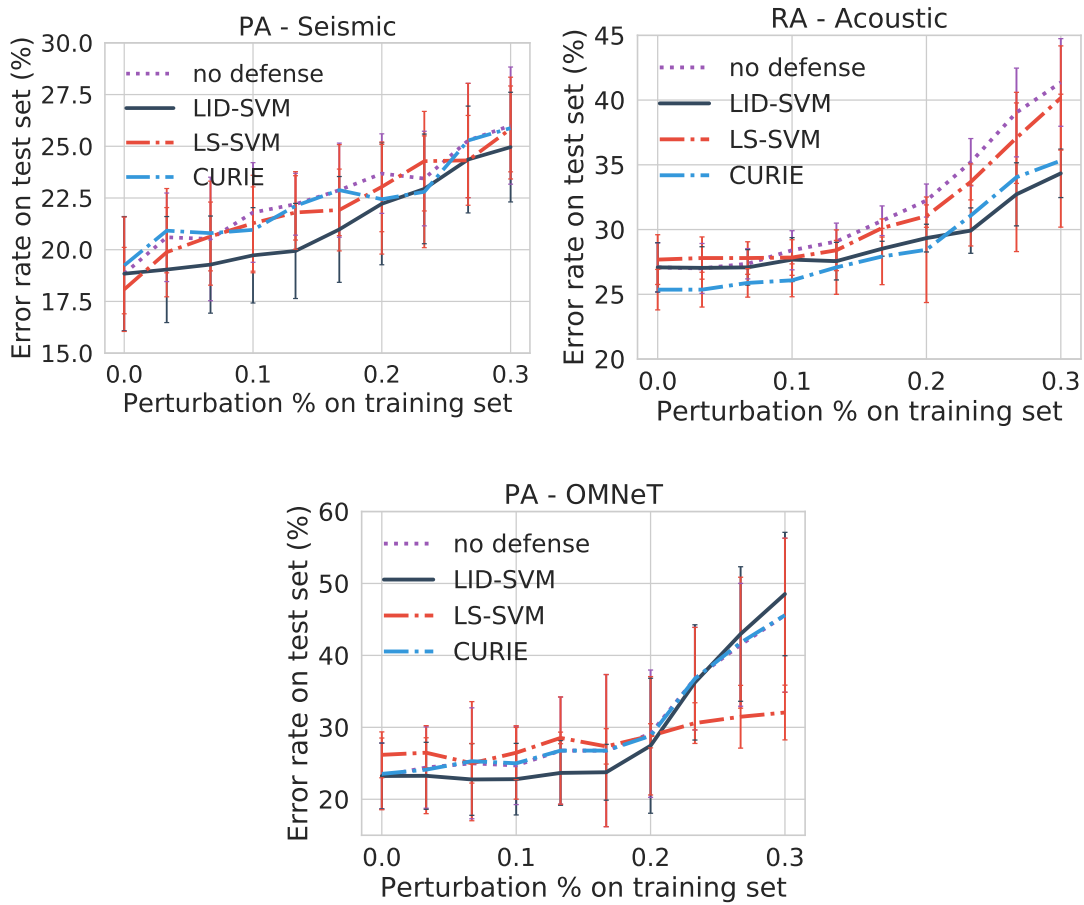 PA - Seismic
Error rate on test set (%)
30.0
27.5
25.0
22.5
20.0
17.5
15.0
no defense
LID-SVM
LS-SVM
CURIE
0.0 0.1 0.2 0.3
Perturbation % on training set
RA - Acoustic
Error rate on test set (%)
45
40
35
30
25
20
no defense
LID-SVM
LS-SVM
CURIE
0.0 0.1 0.2 0.3
Perturbation % on training set
PA - OMNeT
Error rate on test set (%)
60
50
40
30
20
no defense
LID-SVM
LS-SVM
CURIE
0.0 0.1 0.2 0.3
Perturbation % on training set